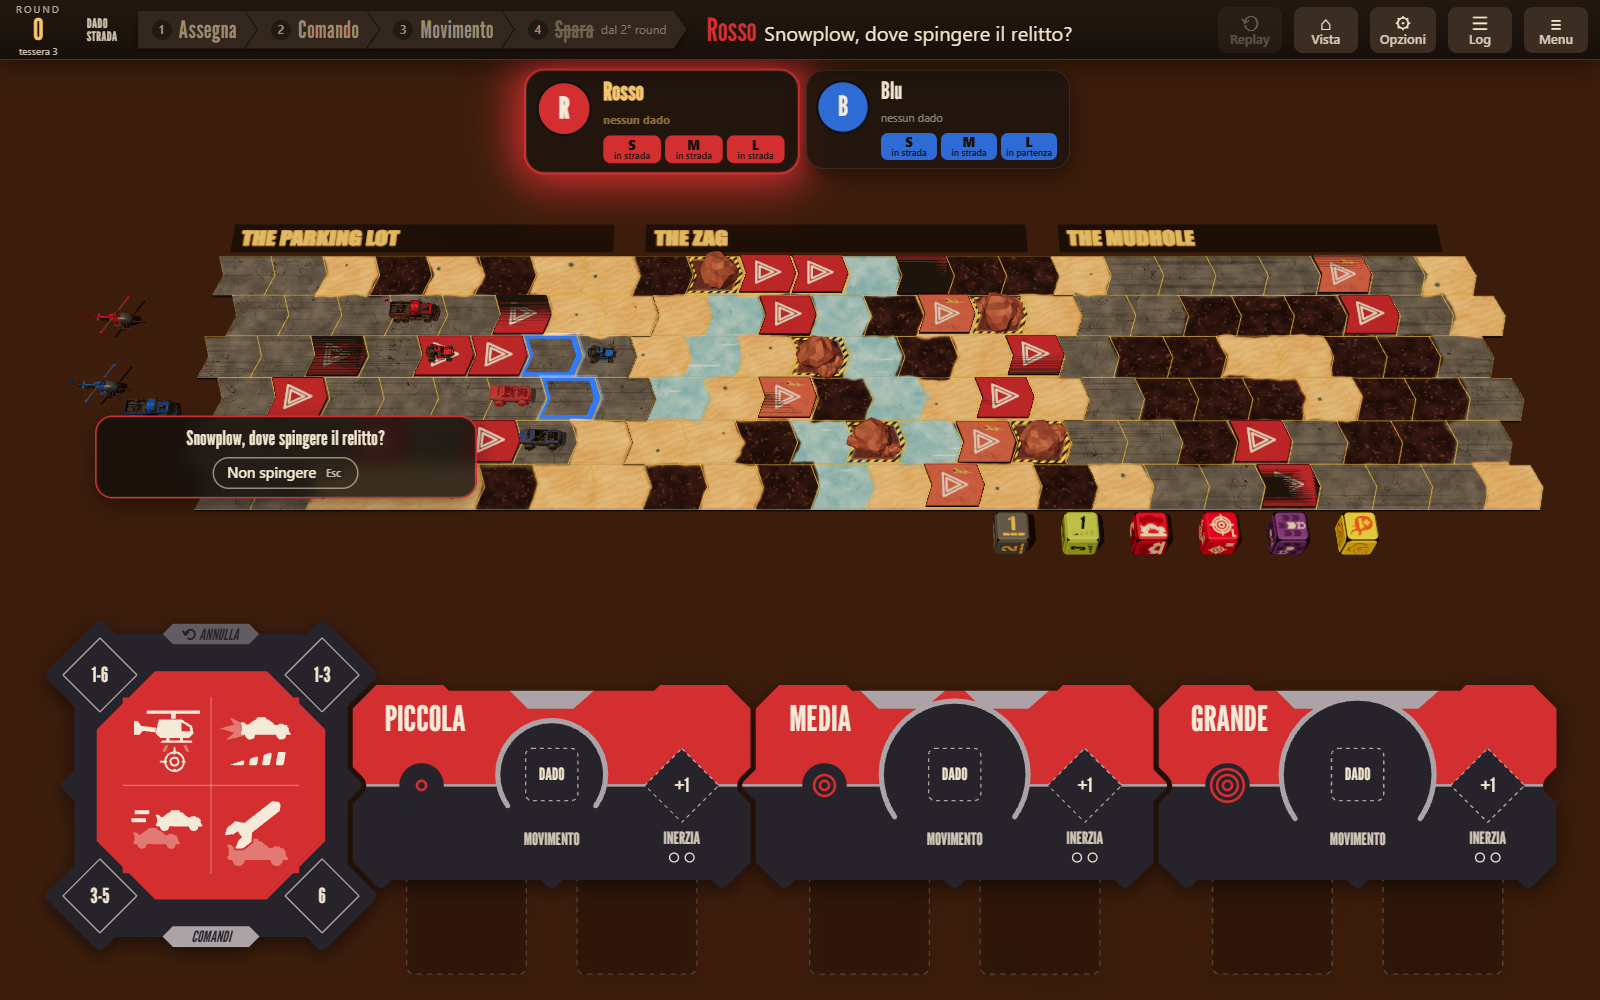 ROUND
0
tessera 3
DADO
STRADA
1 Assegna
2 Comando
3 Movimento
4 Spara dal 2° round
Rosso Snowplow, dove spingere il relitto?
Replay
Vista
Opzioni
Log
Menu
R
Rosso
nessun dado
S
in strada
M
in strada
L
in strada
B
Blu
nessun dado
S
in strada
M
in strada
L
in partenza
THE PARKING LOT
THE ZAG
THE MUDHOLE
Snowplow, dove spingere il relitto?
Non spingere Esc
1
2
1
ANNULLA
1-6
1-3
3-5
6
COMANDI
PICCOLA
DADO
MOVIMENTO
+1
INERZIA
MEDIA
DADO
MOVIMENTO
+1
INERZIA
GRANDE
DADO
MOVIMENTO
+1
INERZIA